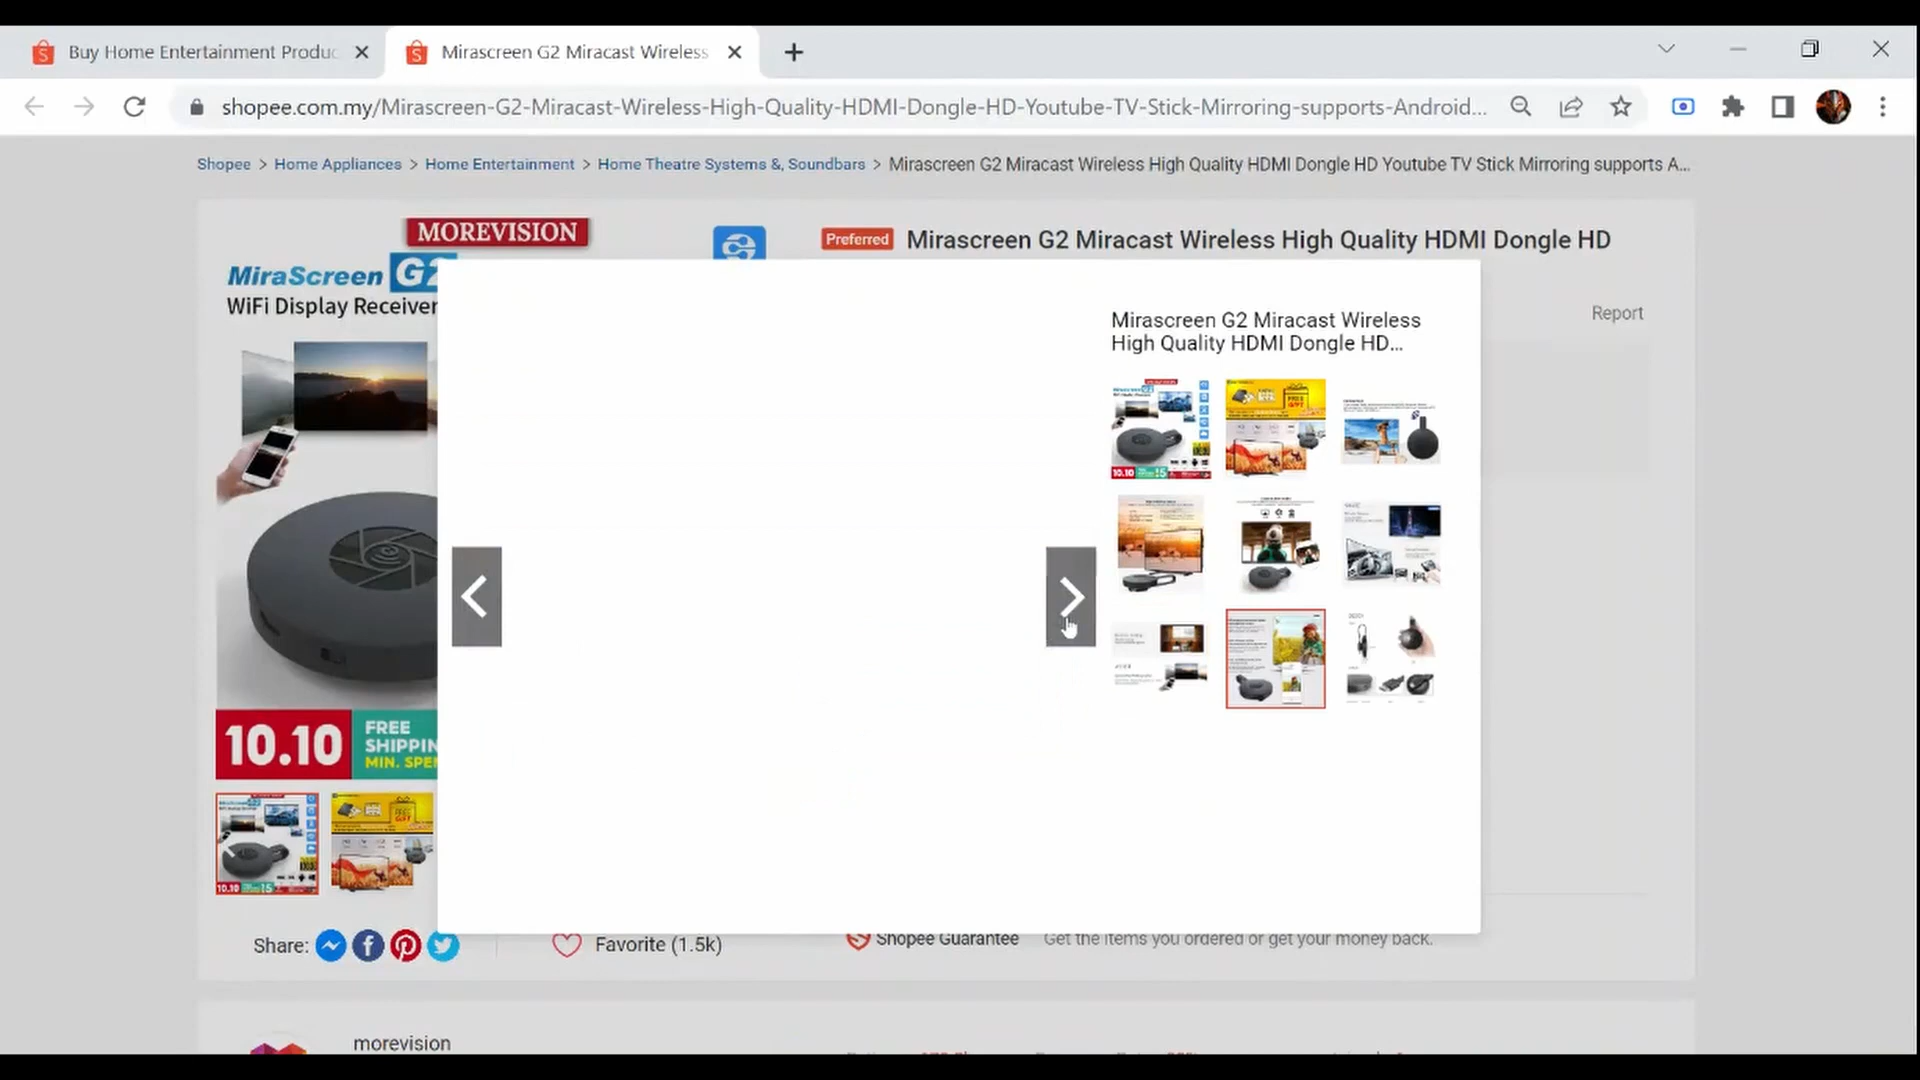 Buy Home Entertainment Produc
Mirascreen G2 Miracast Wireless
shopee.com.my/Mirascreen-G2-Miracast-Wireless-High-Quality-HDMI-Dongle-HD-Youtube-TV-Stick-Mirroring-supports-Android...
Shopee > Home Appliances > Home Entertainment > Home Theatre Systems &, Soundbars > Mirascreen G2 Miracast Wireless High Quality HDMI Dongle HD Youtube TV Stick Mirroring supports A...
MOREVISION
MiraScreen G2
WiFi Display Receiver
Preferred Mirascreen G2 Miracast Wireless High Quality HDMI Dongle HD
Report
Mirascreen G2 Miracast Wireless
High Quality HDMI Dongle HD...
10.10
FREE
SHIPPIN
MIN. SPE
Share:
Favorite (1.5k)
Shopee Guarantee
Get the items you ordered or get your money back.
morevision